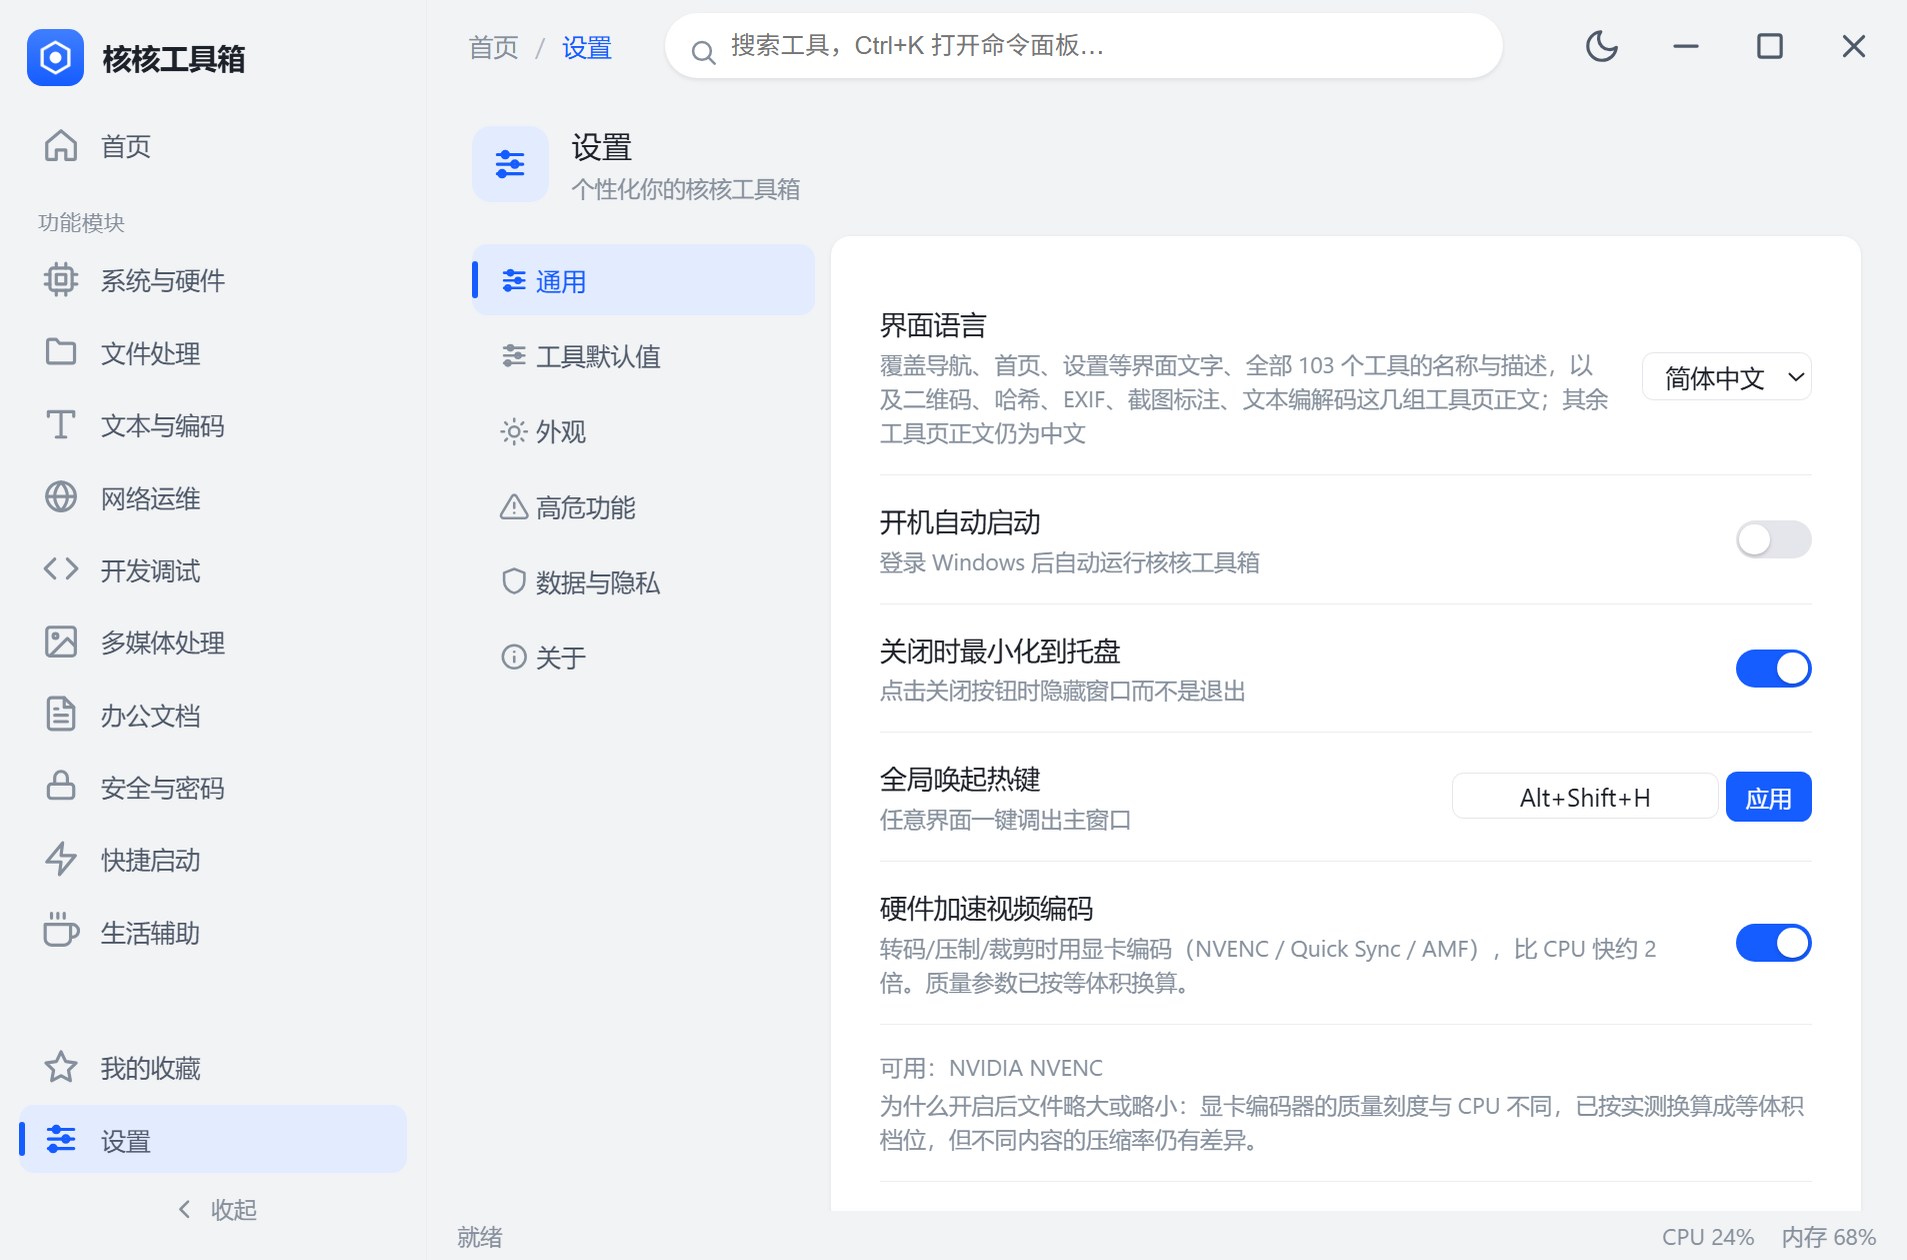 核核工具箱
首页
功能模块
系统与硬件
文件处理
文本与编码
网络运维
开发调试
多媒体处理
办公文档
安全与密码
快捷启动
生活辅助
我的收藏
设置
收起
首页 / 设置
搜索工具，Ctrl+K 打开命令面板…
设置
个性化你的核核工具箱
通用
工具默认值
外观
高危功能
数据与隐私
关于
界面语言
覆盖导航、首页、设置等界面文字、全部 103 个工具的名称与描述，以
及二维码、哈希、EXIF、截图标注、文本编解码这几组工具页正文；其余
工具页正文仍为中文
简体中文
开机自动启动
登录 Windows 后自动运行核核工具箱
关闭时最小化到托盘
点击关闭按钮时隐藏窗口而不是退出
全局唤起热键
任意界面一键调出主窗口
Alt+Shift+H
应用
硬件加速视频编码
转码/压制/裁剪时用显卡编码（NVENC / Quick Sync / AMF），比 CPU 快约 2
倍。质量参数已按等体积换算。
可用：NVIDIA NVENC
为什么开启后文件略大或略小：显卡编码器的质量刻度与 CPU 不同，已按实测换算成等体积
档位，但不同内容的压缩率仍有差异。
就绪
CPU 24%
内存 68%